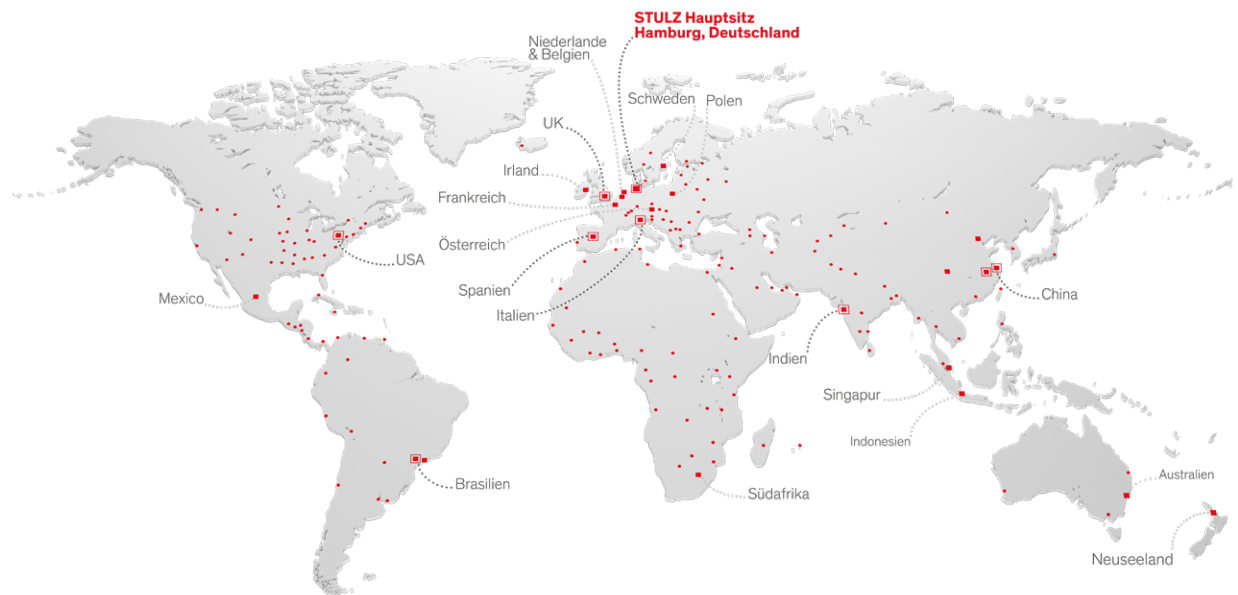 STULZ Hauptsitz
Hamburg, Deutschland
Niederlande
& Belgien
Schweden
Polen
UK
Irland
Frankreich
Österreich
USA
Spanien
Mexico
Italien
China
Indien
Singapur
Indonesien
Brasilien
Südafrika
Australien
Neuseeland